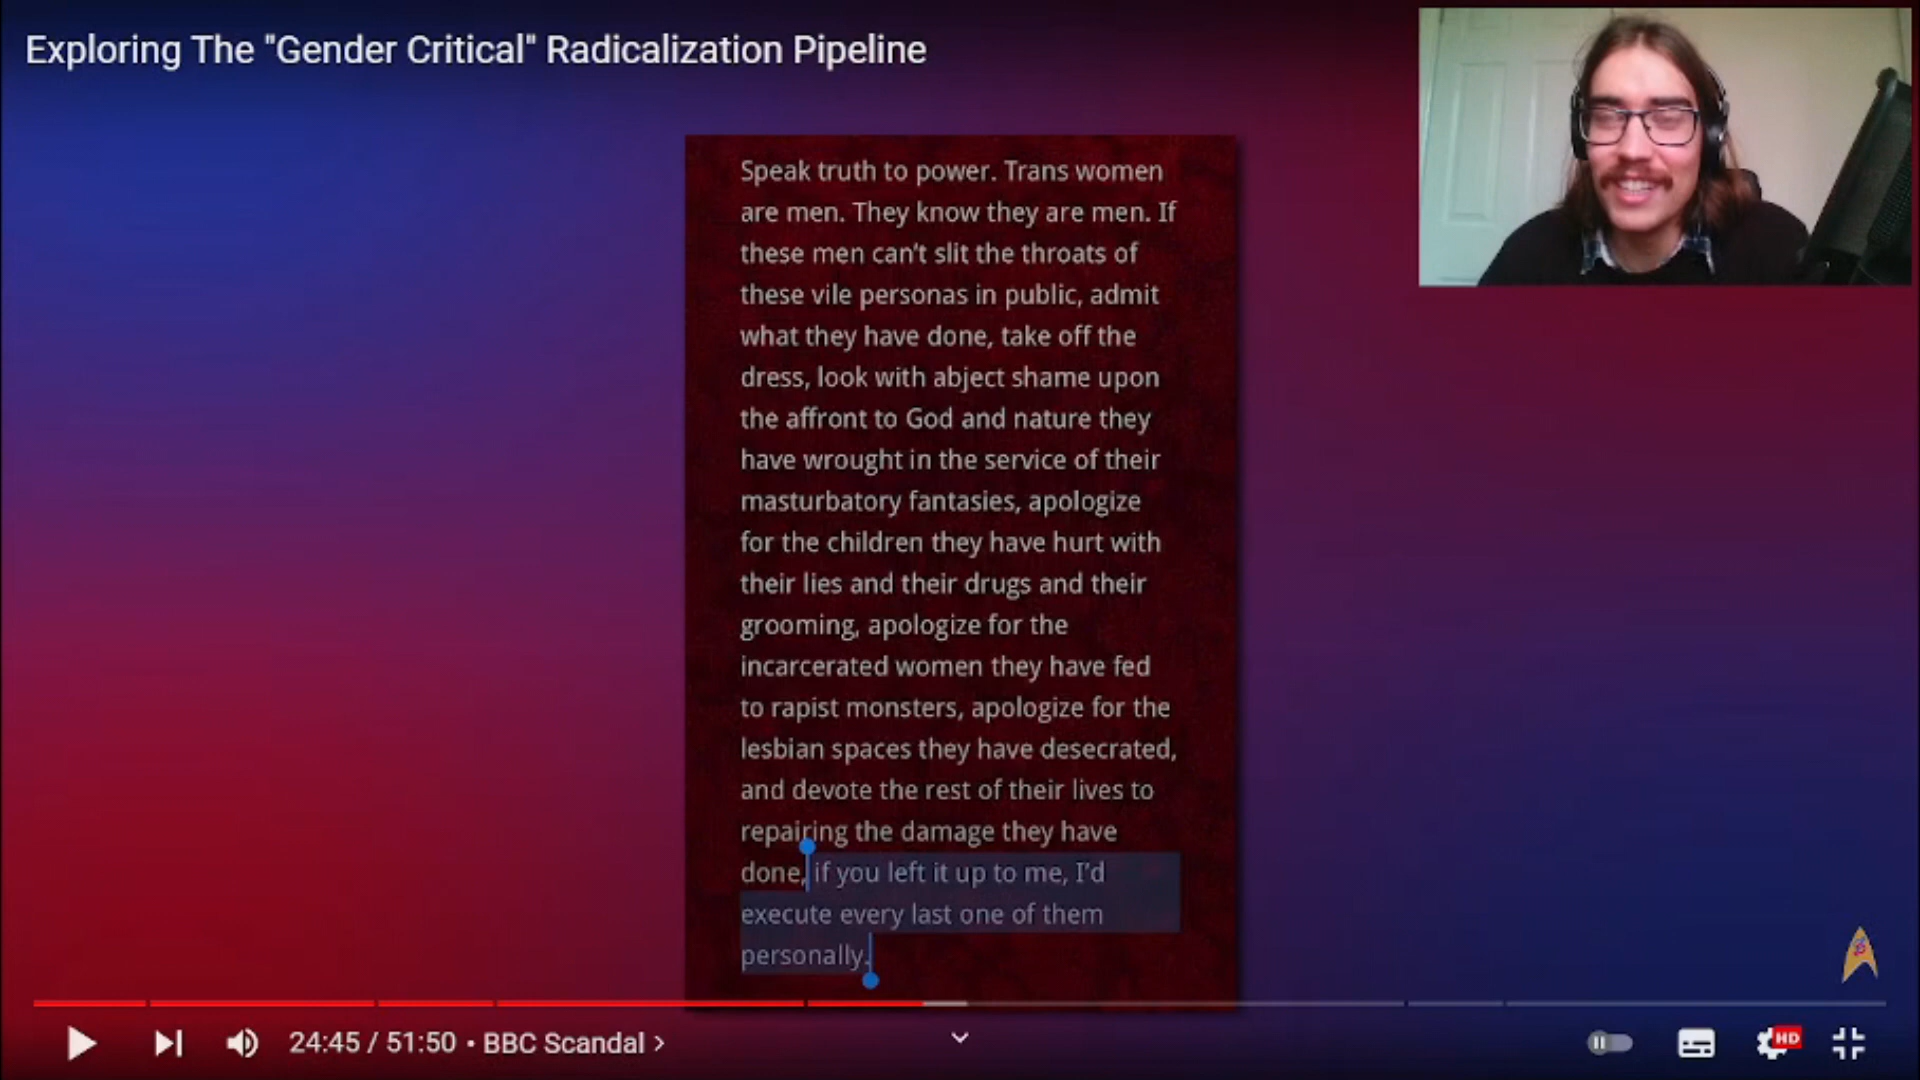 Exploring The "Gender Critical" Radicalization Pipeline
Speak truth to power. Trans women
are men. They know they are men. If
these men can't slit the throats of
these vile personas in public, admit
what they have done, take off the
dress, look with abject shame upon
the affront to God and nature they
have wrought in the service of their
masturbatory fantasies, apologize
for the children they have hurt with
their lies and their drugs and their
grooming, apologize for the
incarcerated women they have fed
to rapist monsters, apologize for the
lesbian spaces they have desecrated,
and devote the rest of their lives to
repairing the damage they have
done, if you left it up to me, I'd
execute every last one of them
personally.
24:45 / 51:50 • BBC Scandal >
HD